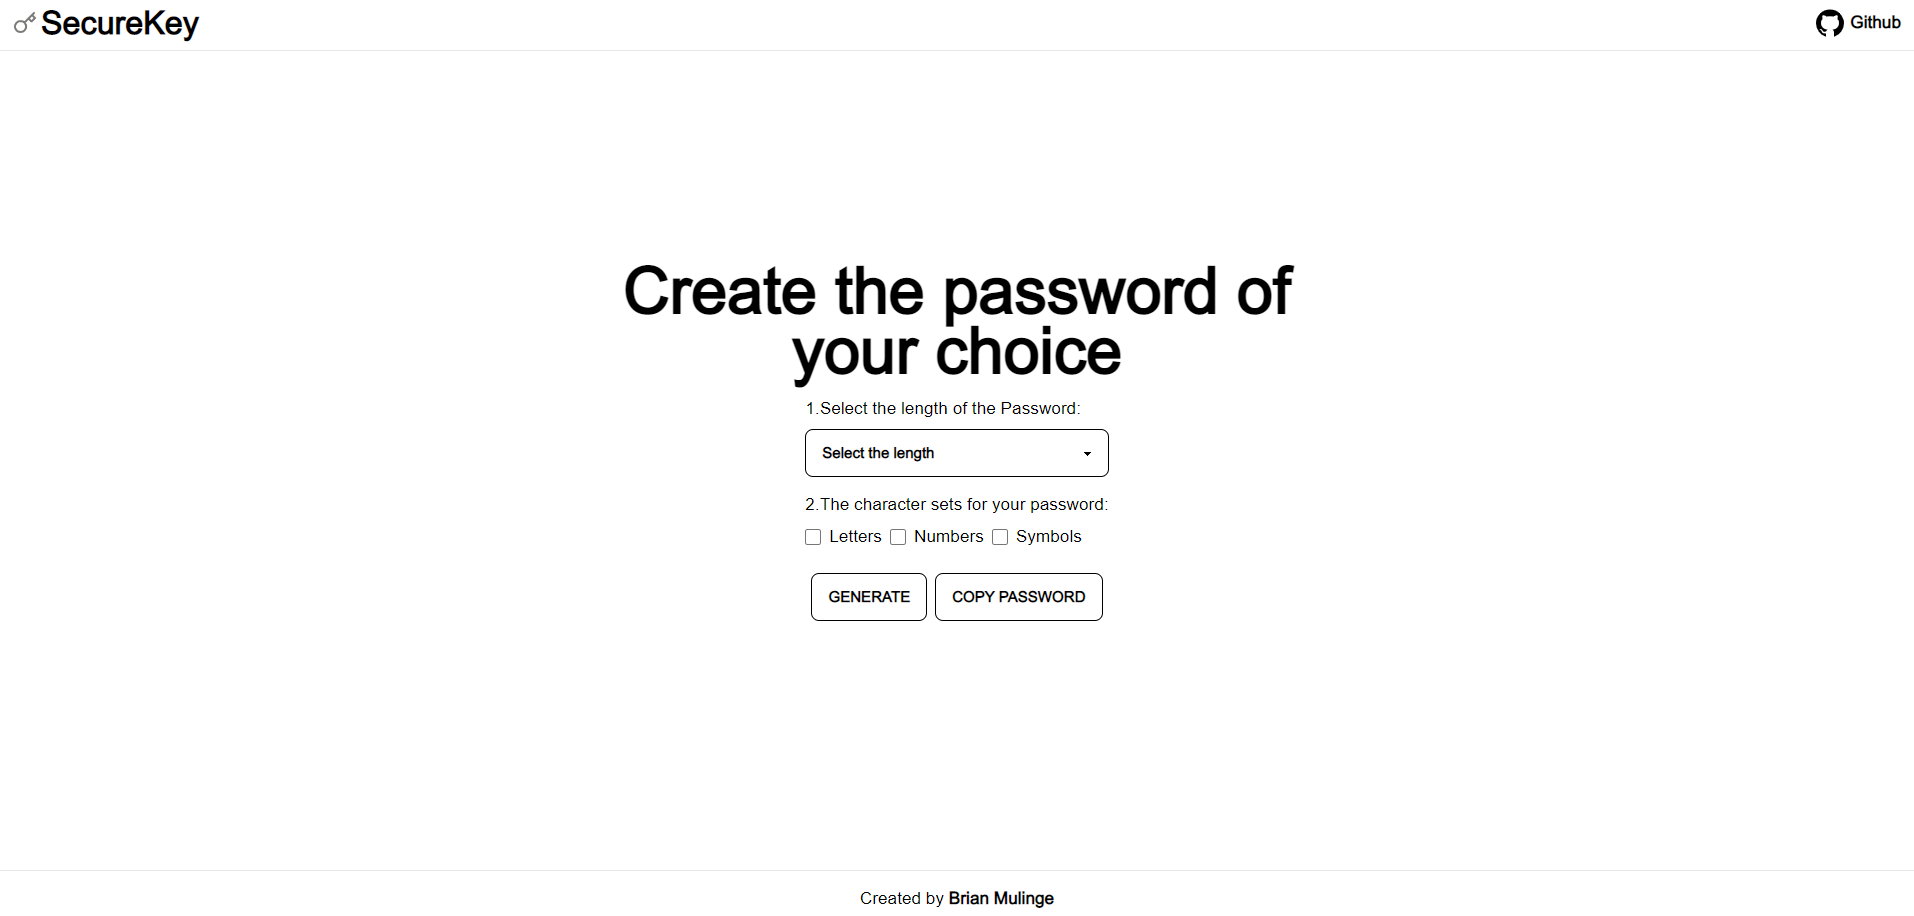 SecureKey
Github
Create the password of
your choice
1.Select the length of the Password:
Select the length
2.The character sets for your password:
Letters Numbers Symbols
GENERATE COPY PASSWORD
Created by Brian Mulinge